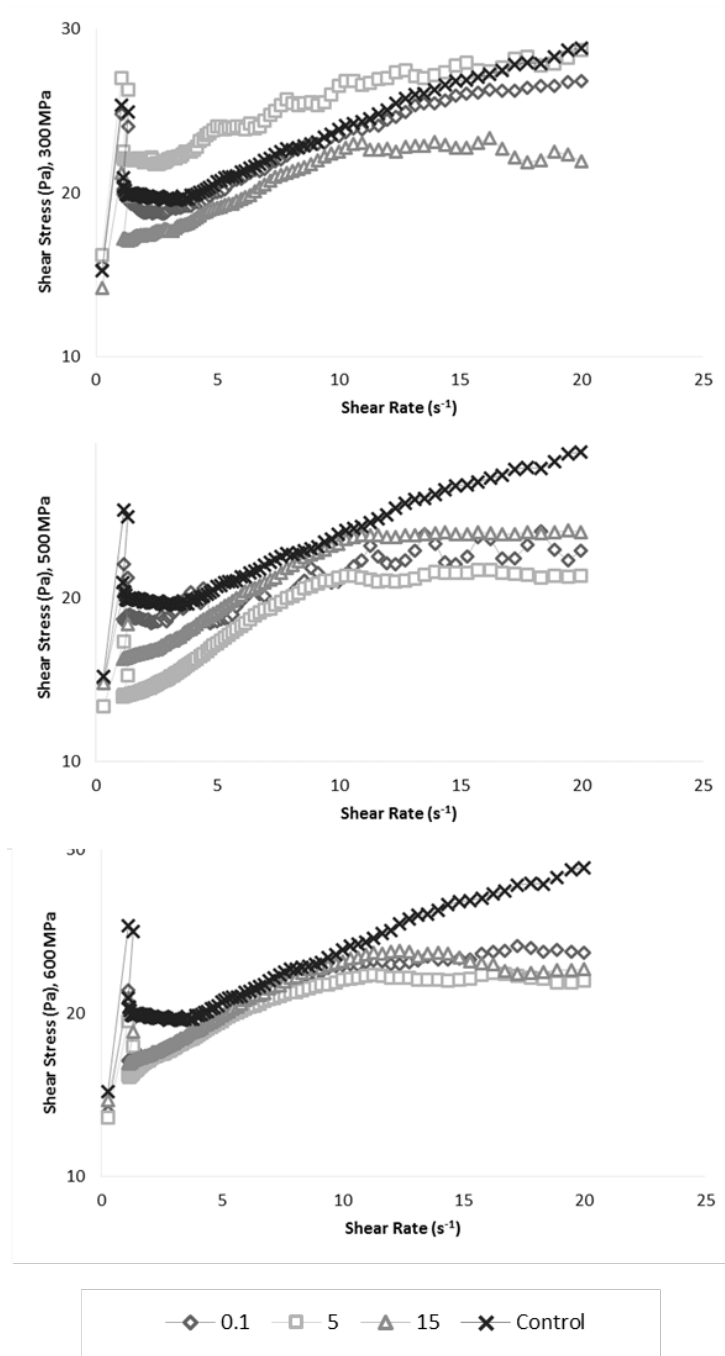 30
20
10
0 5 10 15 20 25
Shear Stress (Pa), 300 MPa
Shear Rate (s⁻¹)
20
10
0 5 10 15 20 25
Shear Stress (Pa), 500 MPa
Shear Rate (s⁻¹)
30
20
10
0 5 10 15 20 25
Shear Stress (Pa), 600 MPa
Shear Rate (s⁻¹)
0.1 5 15 Control